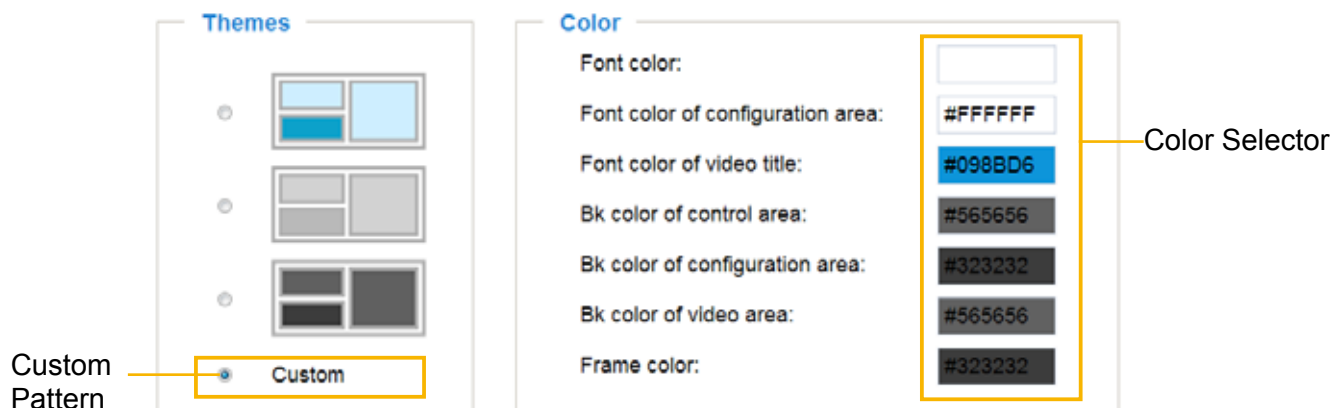 Themes
Color
Font color:
Font color of configuration area: #FFFFFF
Font color of video title: #098BD6
Bk color of control area: #565656
Bk color of configuration area: #323232
Bk color of video area: #565656
Frame color: #323232
Color Selector
Custom
Custom
Pattern